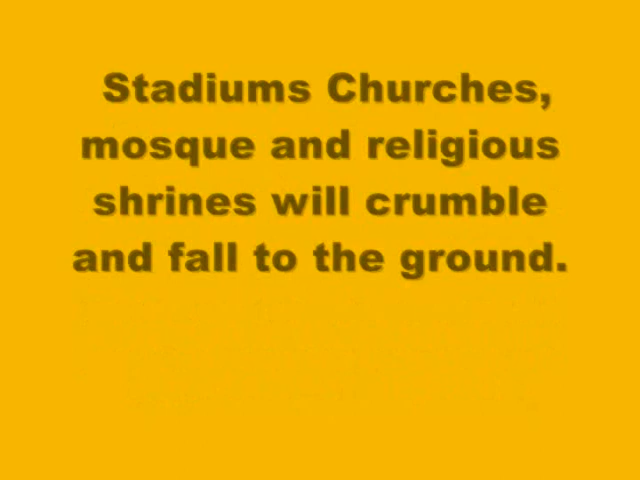 Stadiums Churches,
mosque and religious
shrines will crumble
and fall to the ground.